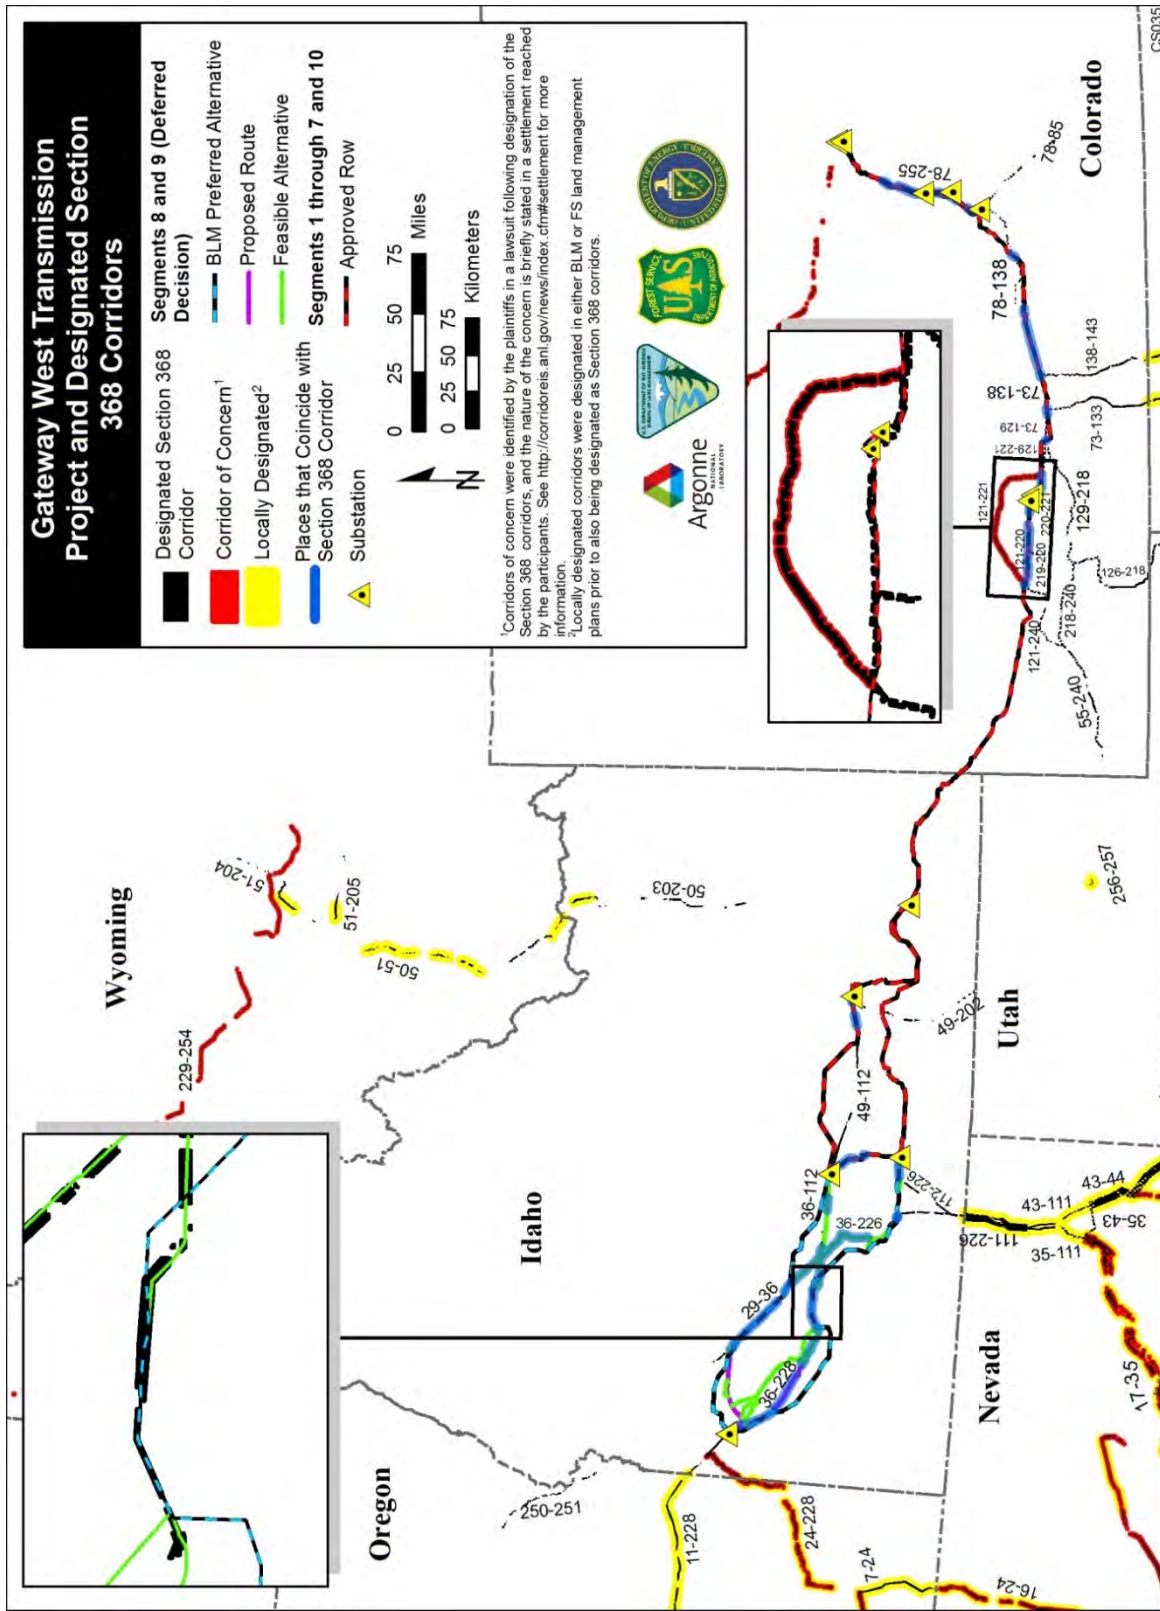 Gateway West Transmission
Project and Designated Section
368 Corridors
Designated Section 368
Corridor
Corridor of Concern¹
Locally Designated²
Places that Coincide with
Section 368 Corridor
Substation
Segments 8 and 9 (Deferred
Decision)
BLM Preferred Alternative
Proposed Route
Feasible Alternative
Segments 1 through 7 and 10
Approved Row
N
0 25 50 75
Miles
0 25 50 75
Kilometers
¹Corridors of concern were identified by the plaintiffs in a lawsuit following designation of the
Section 368 corridors, and the nature of the concern is briefly stated in a settlement reached
by the participants. See http://corridoreis.anl.gov/news/index.cfm#settlement for more
information.
²Locally designated corridors were designated in either BLM or FS land management
plans prior to also being designated as Section 368 corridors.
Argonne
NATIONAL
LABORATORY
FOREST SERVICE
US
DEPARTMENT OF AGRICULTURE
Wyoming
229-254
51-204
51-205
50-51
50-203
Idaho
Oregon
250-251
11-228
24-228
7-24
16-24
29-36
36-228
36-226
36-112
49-112
49-202
112-226
111-226
43-111
43-44
35-43
35-111
17-35
Nevada
Utah
256-257
55-240
121-240
218-240
126-218
129-218
121-221
121-220
219-220
220-221
129-221
73-129
73-138
73-133
138-143
78-138
78-255
78-85
Colorado
CS035